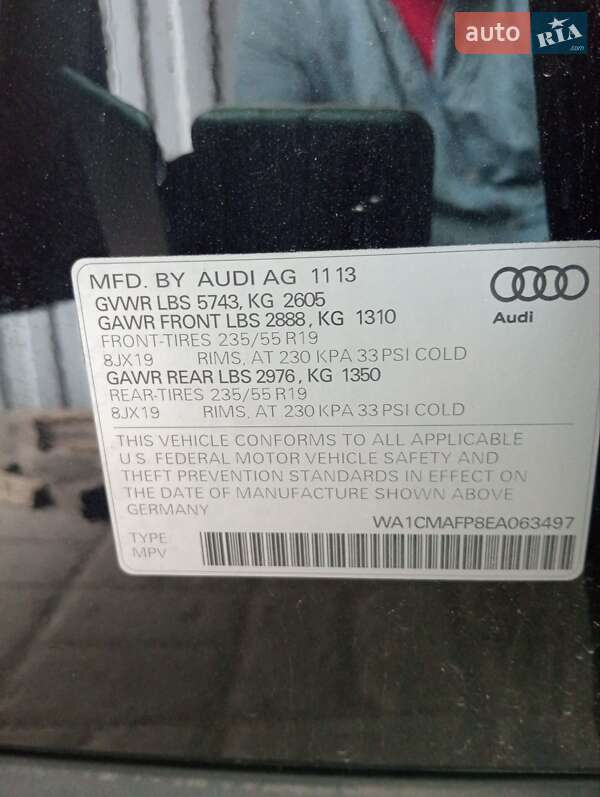 auto RIA.com
MFD. BY AUDI AG 11 13
GVWR LBS 5743, KG 2605
GAWR FRONT LBS 2888, KG 1310
FRONT-TIRES 235/55 R19
8JX19 RIMS, AT 230 KPA 33 PSI COLD
GAWR REAR LBS 2976, KG 1350
REAR-TIRES 235/55 R19
8JX19 RIMS, AT 230 KPA 33 PSI COLD
Audi
THIS VEHICLE CONFORMS TO ALL APPLICABLE
U.S. FEDERAL MOTOR VEHICLE SAFETY AND
THEFT PREVENTION STANDARDS IN EFFECT ON
THE DATE OF MANUFACTURE SHOWN ABOVE
GERMANY
WA1CMAFP8EA063497
TYPE:
MPV